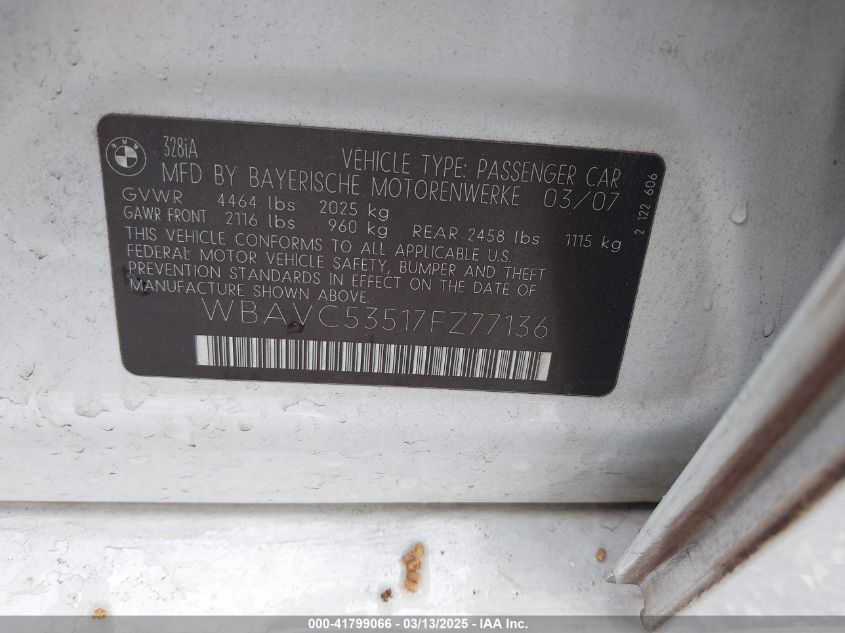 BMW
328iA
VEHICLE TYPE: PASSENGER CAR
MFD BY BAYERISCHE MOTORENWERKE 03/07
GVWR 4464 lbs 2025 kg
GAWR FRONT 2116 lbs 960 kg REAR 2458 lbs 1115 kg
THIS VEHICLE CONFORMS TO ALL APPLICABLE U.S.
FEDERAL MOTOR VEHICLE SAFETY, BUMPER AND THEFT
PREVENTION STANDARDS IN EFFECT ON THE DATE OF
MANUFACTURE SHOWN ABOVE.
WBAVC53517FZ77136
2 122 606
000-41799066 - 03/13/2025 - IAA Inc.